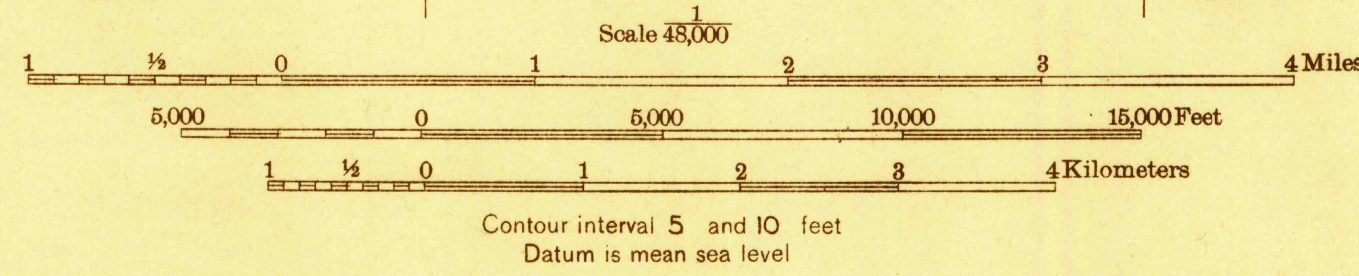 Scale 1/48,000
1 ½ 0 1 2 3 4 Miles
5,000 0 5,000 10,000 15,000 Feet
1 ½ 0 1 2 3 4 Kilometers
Contour interval 5 and 10 feet
Datum is mean sea level